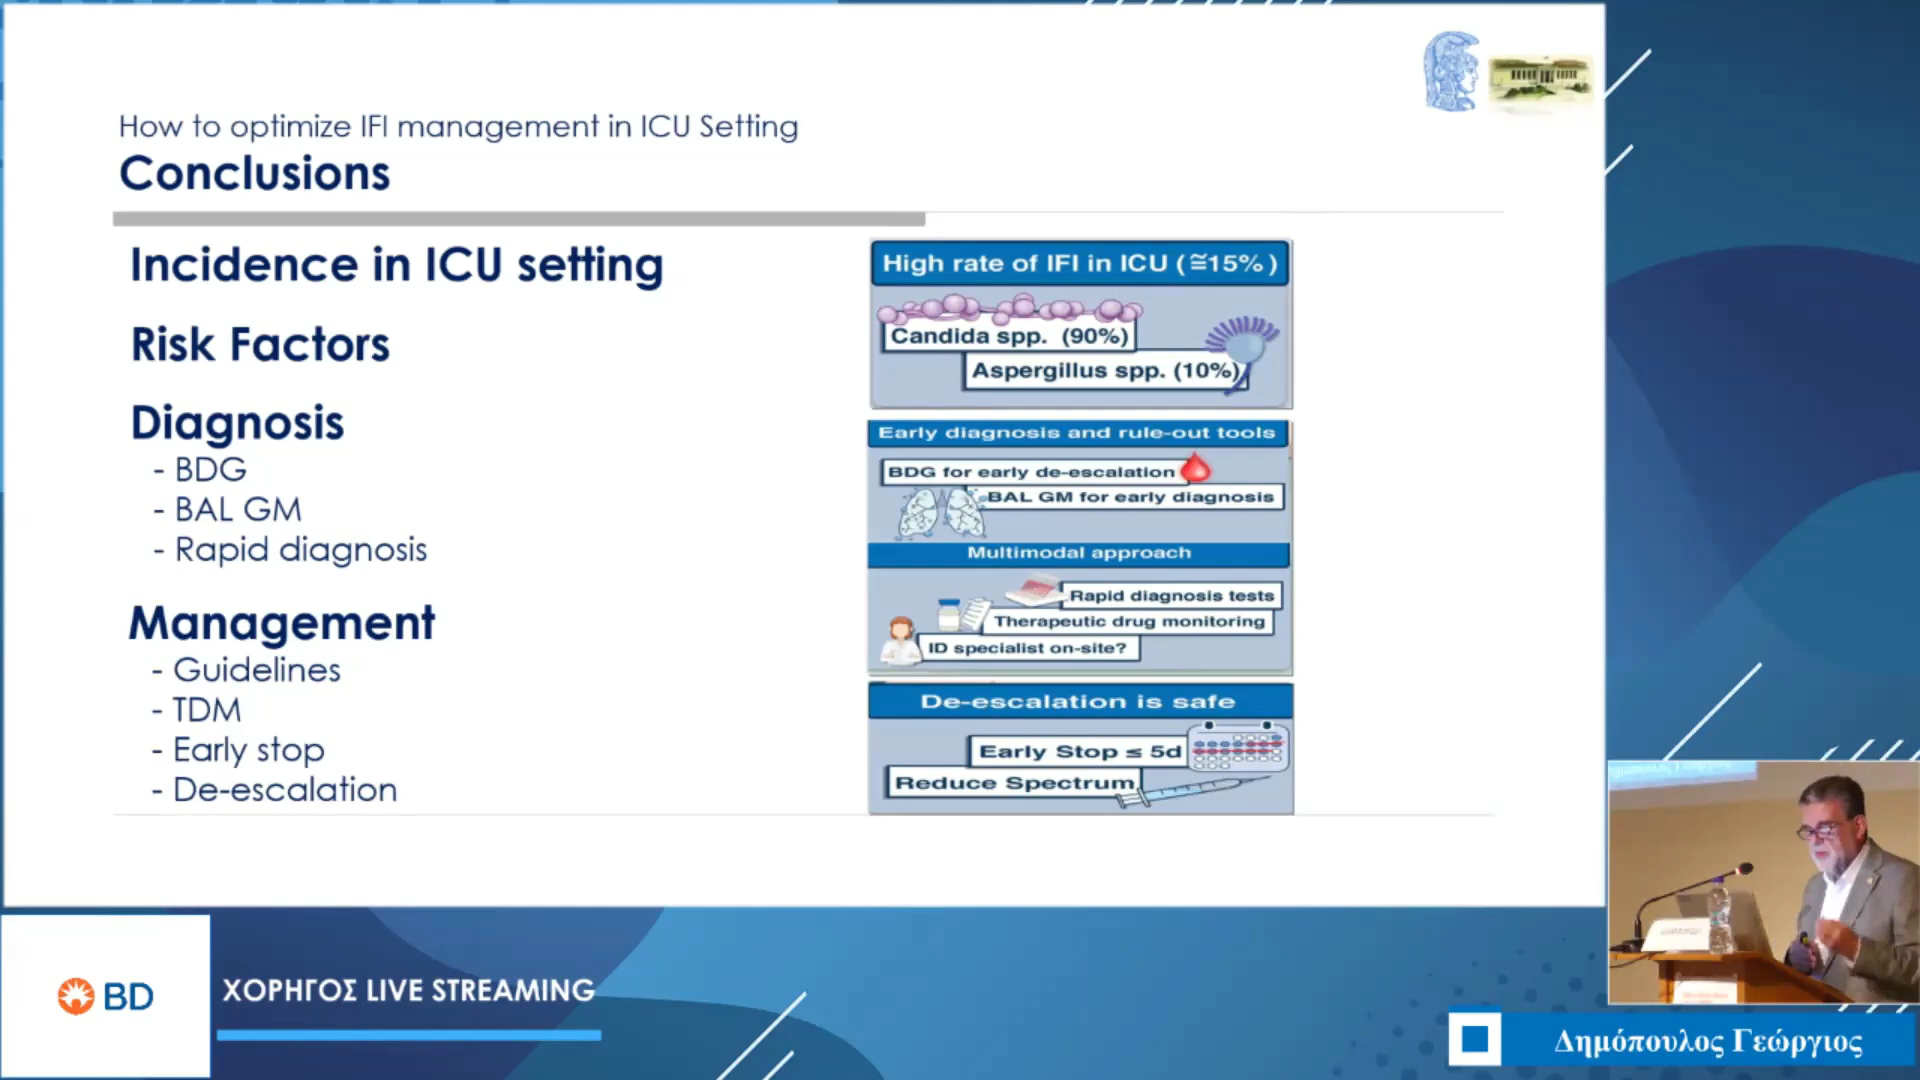 How to optimize IFI management in ICU Setting
Conclusions
Incidence in ICU setting
Risk Factors
Diagnosis
- BDG
- BAL GM
- Rapid diagnosis
Management
- Guidelines
- TDM
- Early stop
- De-escalation
High rate of IFI in ICU (≅15%)
Candida spp. (90%)
Aspergillus spp. (10%)
Early diagnosis and rule-out tools
BDG for early de-escalation
BAL GM for early diagnosis
Multimodal approach
Rapid diagnosis tests
Therapeutic drug monitoring
ID specialist on-site?
De-escalation is safe
Early Stop ≤ 5d
Reduce Spectrum
BD
ΧΟΡΗΓΟΣ LIVE STREAMING
Δημόπουλος Γεώργιος